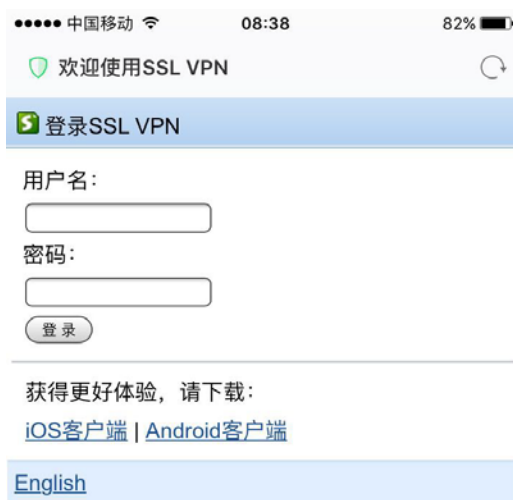 中国移动 08:38 82%
欢迎使用SSL VPN
登录SSL VPN
用户名:
密码:
登 录
获得更好体验，请下载:
iOS客户端 | Android客户端
English